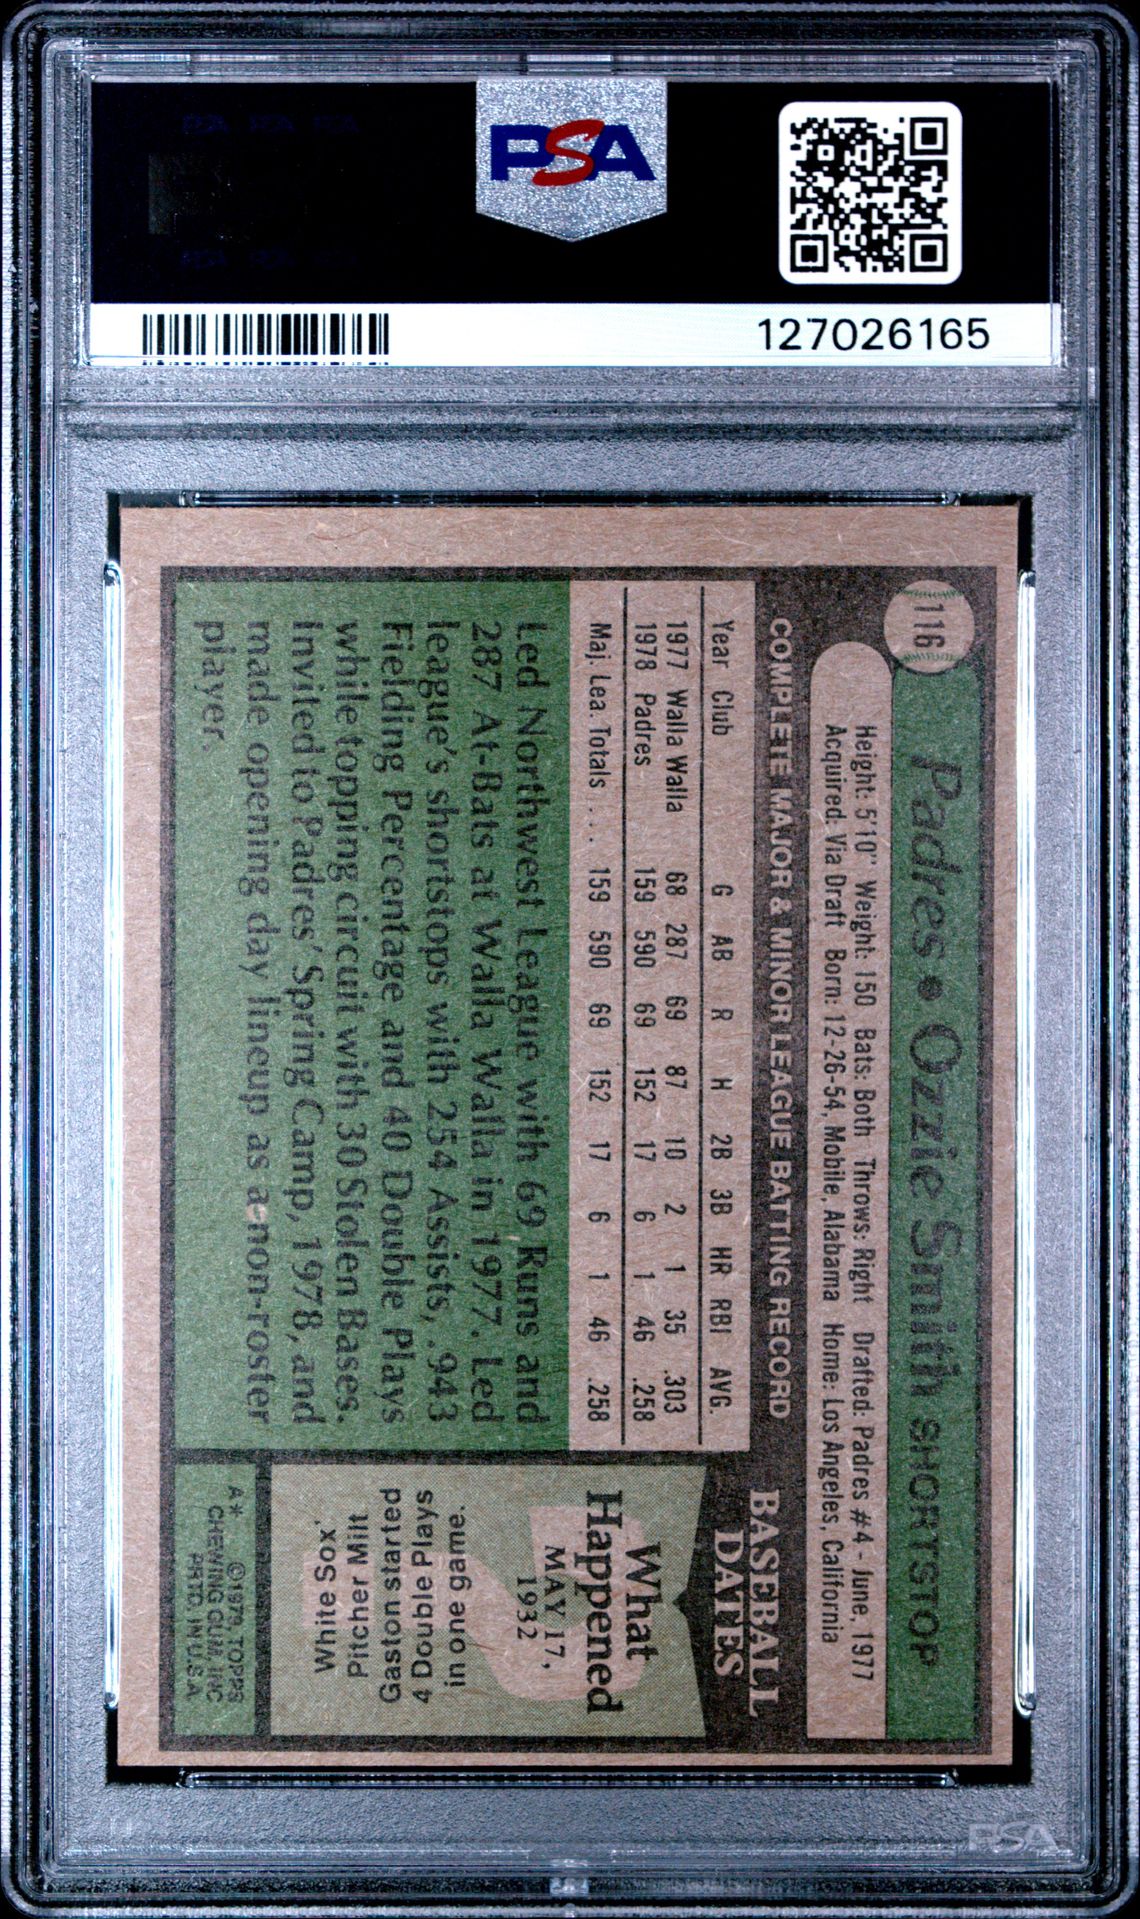 PSA
127026165
116
Padres • Ozzie Smith SHORTSTOP
Height: 5'10" Weight: 150 Bats: Both Throws: Right Drafted: Padres #4 - June, 1977
Acquired: Via Draft Born: 12-26-54, Mobile, Alabama Home: Los Angeles, California
COMPLETE MAJOR & MINOR LEAGUE BATTING RECORD
Year Club G AB R H 2B 3B HR RBI AVG.
1977 Walla Walla 68 287 69 87 10 2 1 35 .303
1978 Padres 159 590 69 152 17 6 1 46 .258
Maj. Lea. Totals .... 159 590 69 152 17 6 1 46 .258
Led Northwest League with 69 Runs and
287 At-Bats at Walla Walla in 1977. Led
league's shortstops with 254 Assists, .943
Fielding Percentage and 40 Double Plays
while topping circuit with 30 Stolen Bases.
Invited to Padres' Spring Camp, 1978, and
made opening day lineup as a non-roster
player.
BASEBALL
DATES
What
Happened
MAY 17,
1932
White Sox'
Pitcher Milt
Gaston started
4 Double Plays
in one game.
A* ©1979, TOPPS
CHEWING GUM, INC.
PRTD. IN U.S.A.
PSA